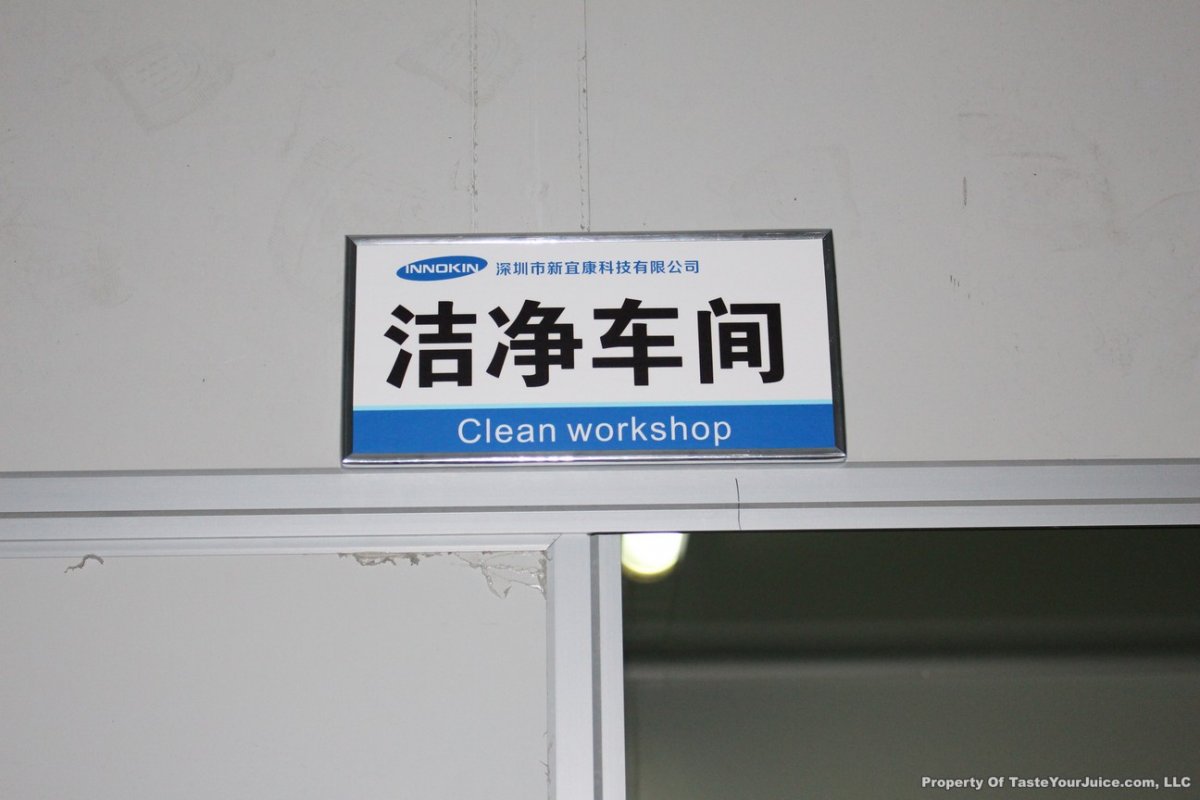 INNOKIN 深圳市新宜康科技有限公司
洁净车间
Clean workshop
Property Of TasteYourJuice.com, LLC